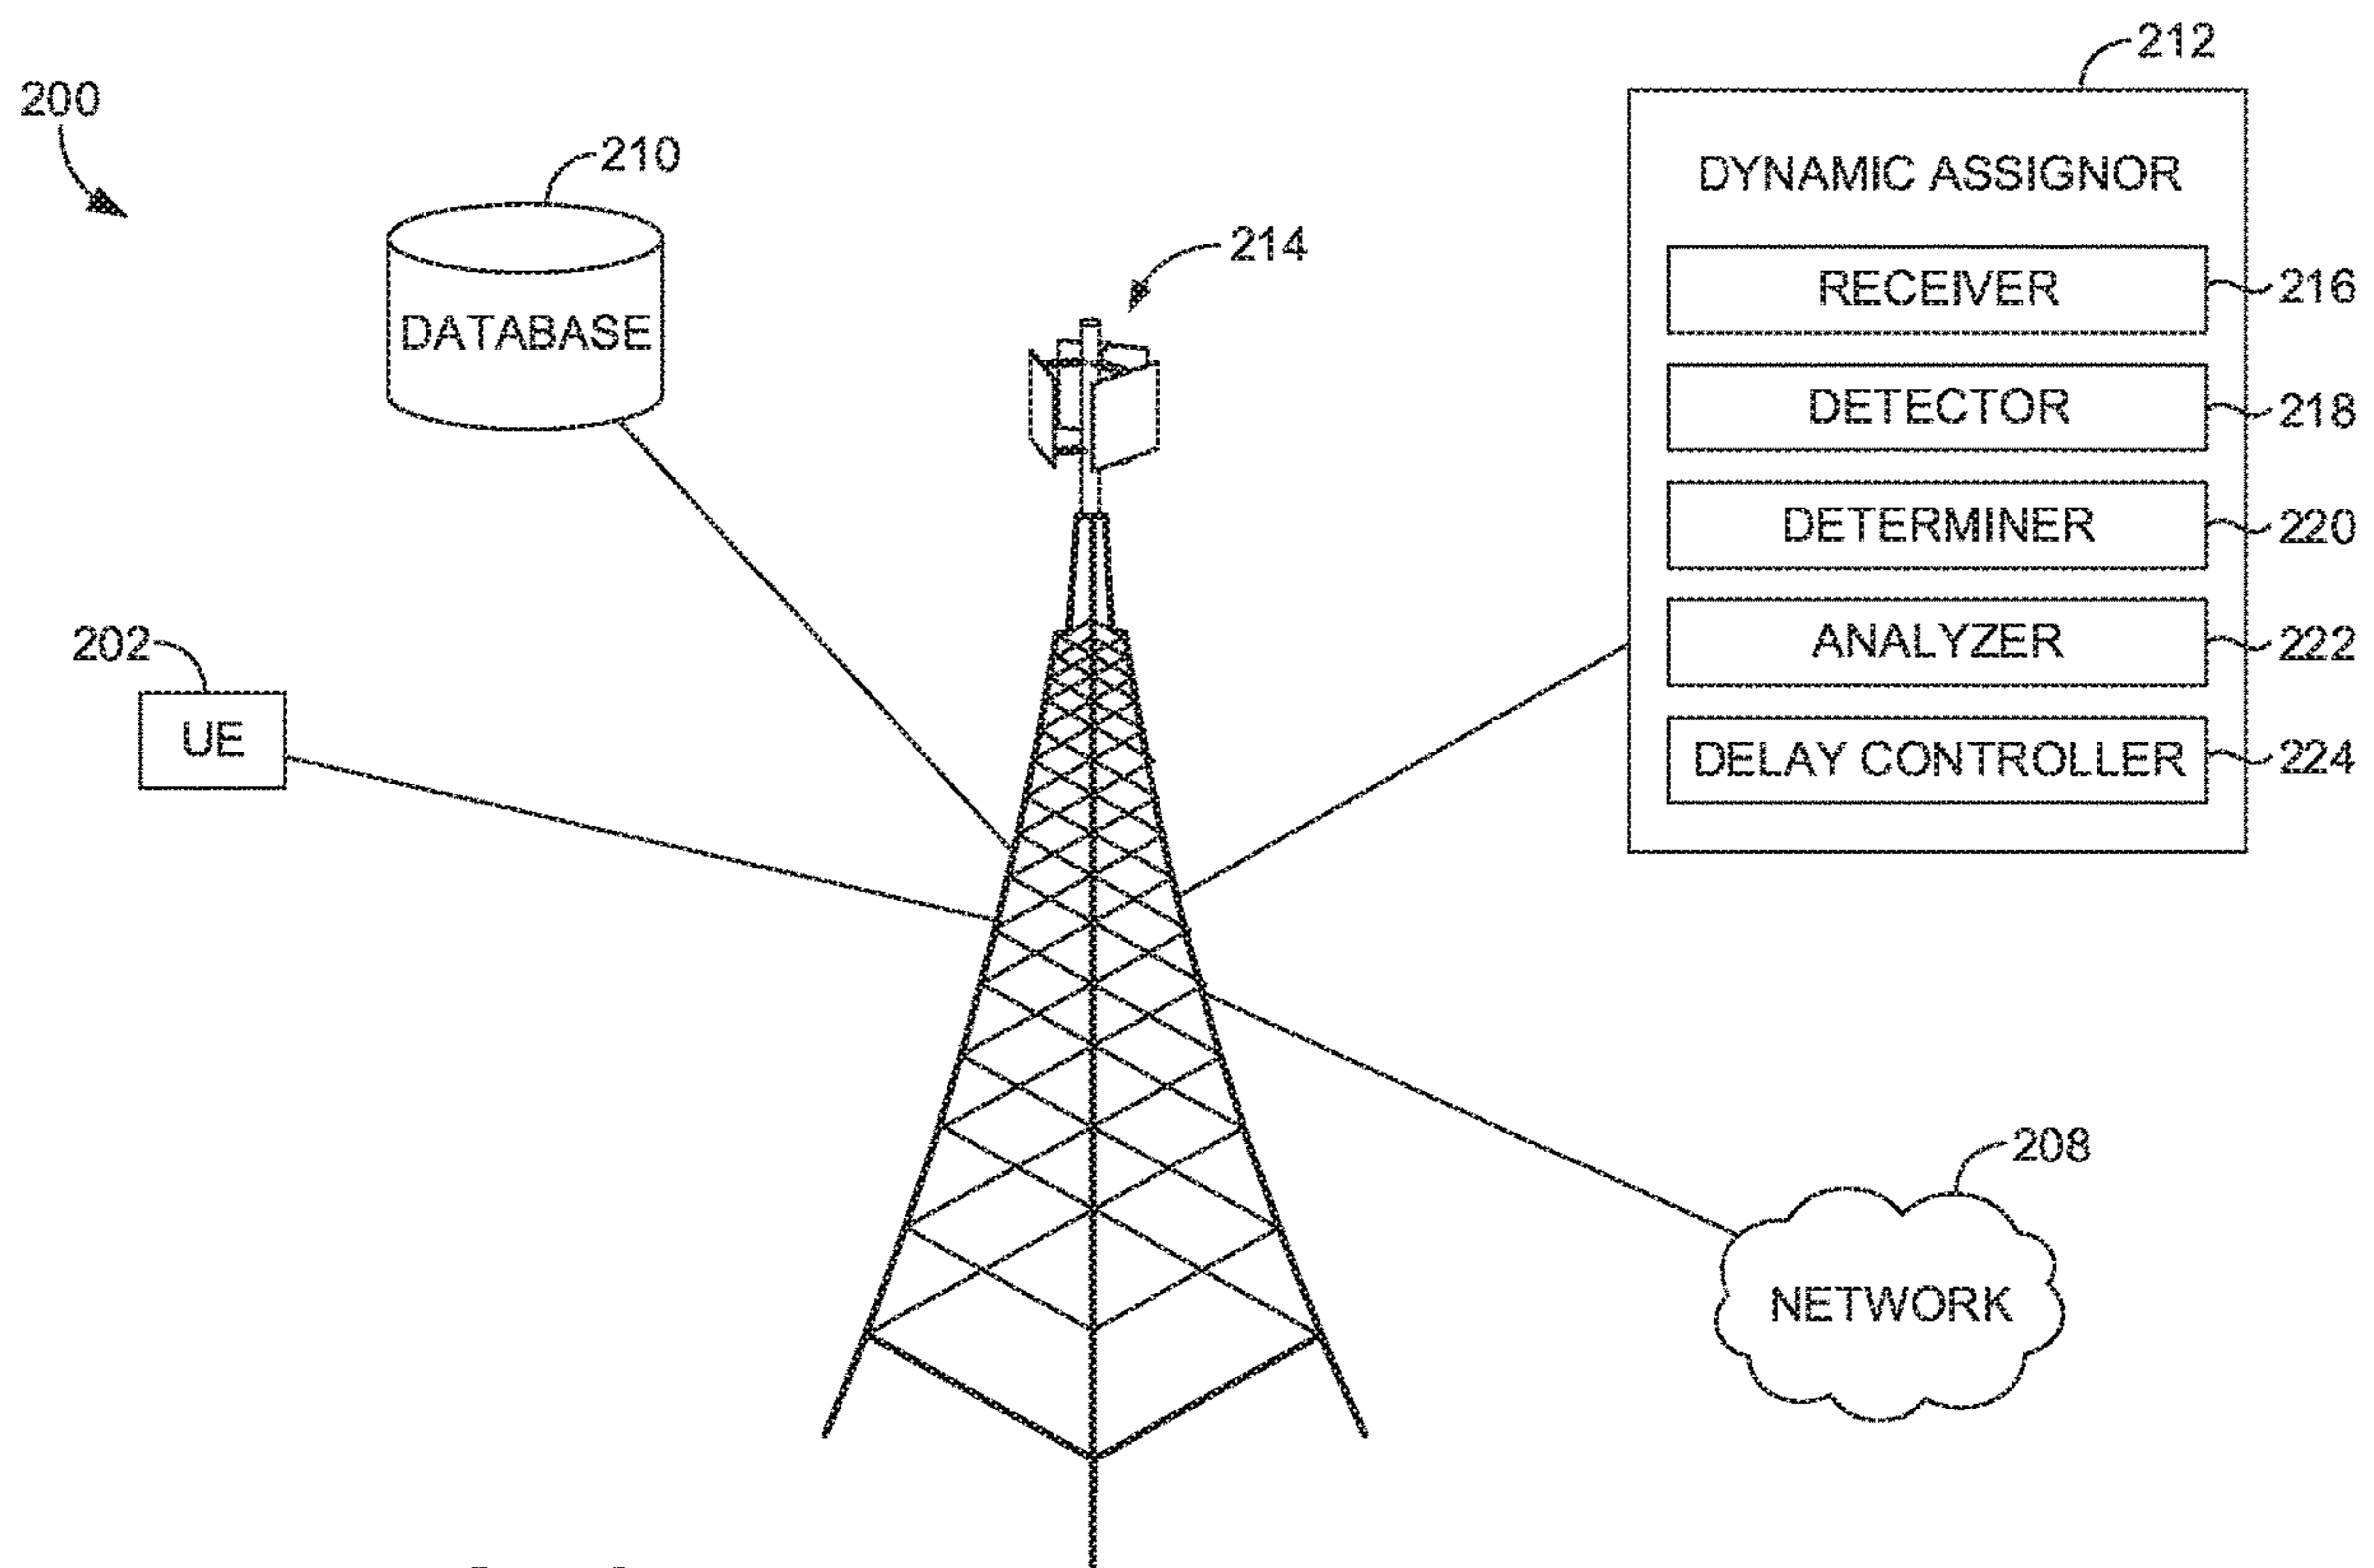 212
200
210
DYNAMIC ASSIGNOR
214
RECEIVER
216
DATABASE
DETECTOR
218
DETERMINER
220
202
ANALYZER
222
UE
DELAY CONTROLLER
224
208
NETWORK